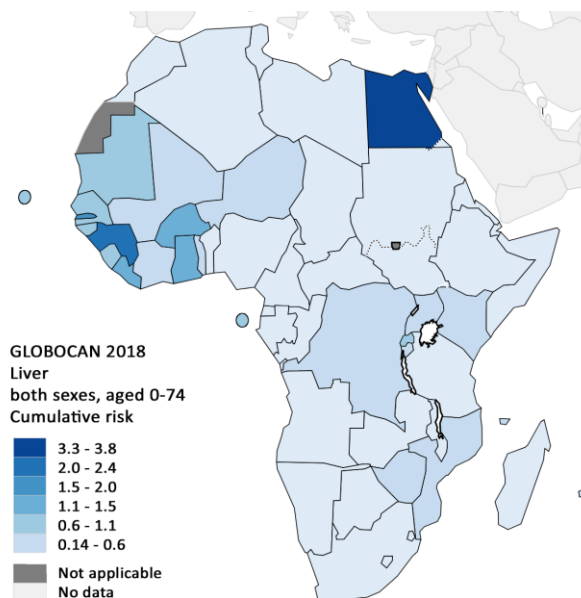 GLOBOCAN 2018
Liver
both sexes, aged 0-74
Cumulative risk
3.3 - 3.8
2.0 - 2.4
1.5 - 2.0
1.1 - 1.5
0.6 - 1.1
0.14 - 0.6
Not applicable
No data